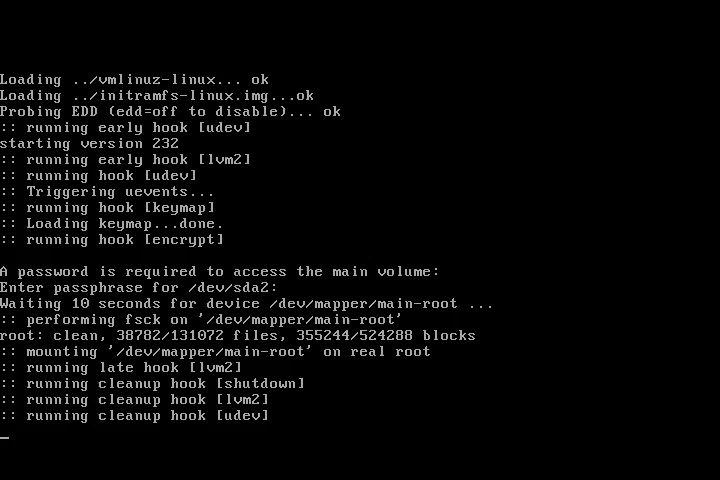 Loading ../vmlinuz-linux... ok
Loading ../initramfs-linux.img...ok
Probing EDD (edd=off to disable)... ok
:: running early hook [udev]
starting version 232
:: running early hook [lvm2]
:: running hook [udev]
:: Triggering uevents...
:: running hook [keymap]
:: Loading keymap...done.
:: running hook [encrypt]
A password is required to access the main volume:
Enter passphrase for /dev/sda2:
Waiting 10 seconds for device /dev/mapper/main-root ...
:: performing fsck on '/dev/mapper/main-root'
root: clean, 38782/131072 files, 355244/524288 blocks
:: mounting '/dev/mapper/main-root' on real root
:: running late hook [lvm2]
:: running cleanup hook [shutdown]
:: running cleanup hook [lvm2]
:: running cleanup hook [udev]